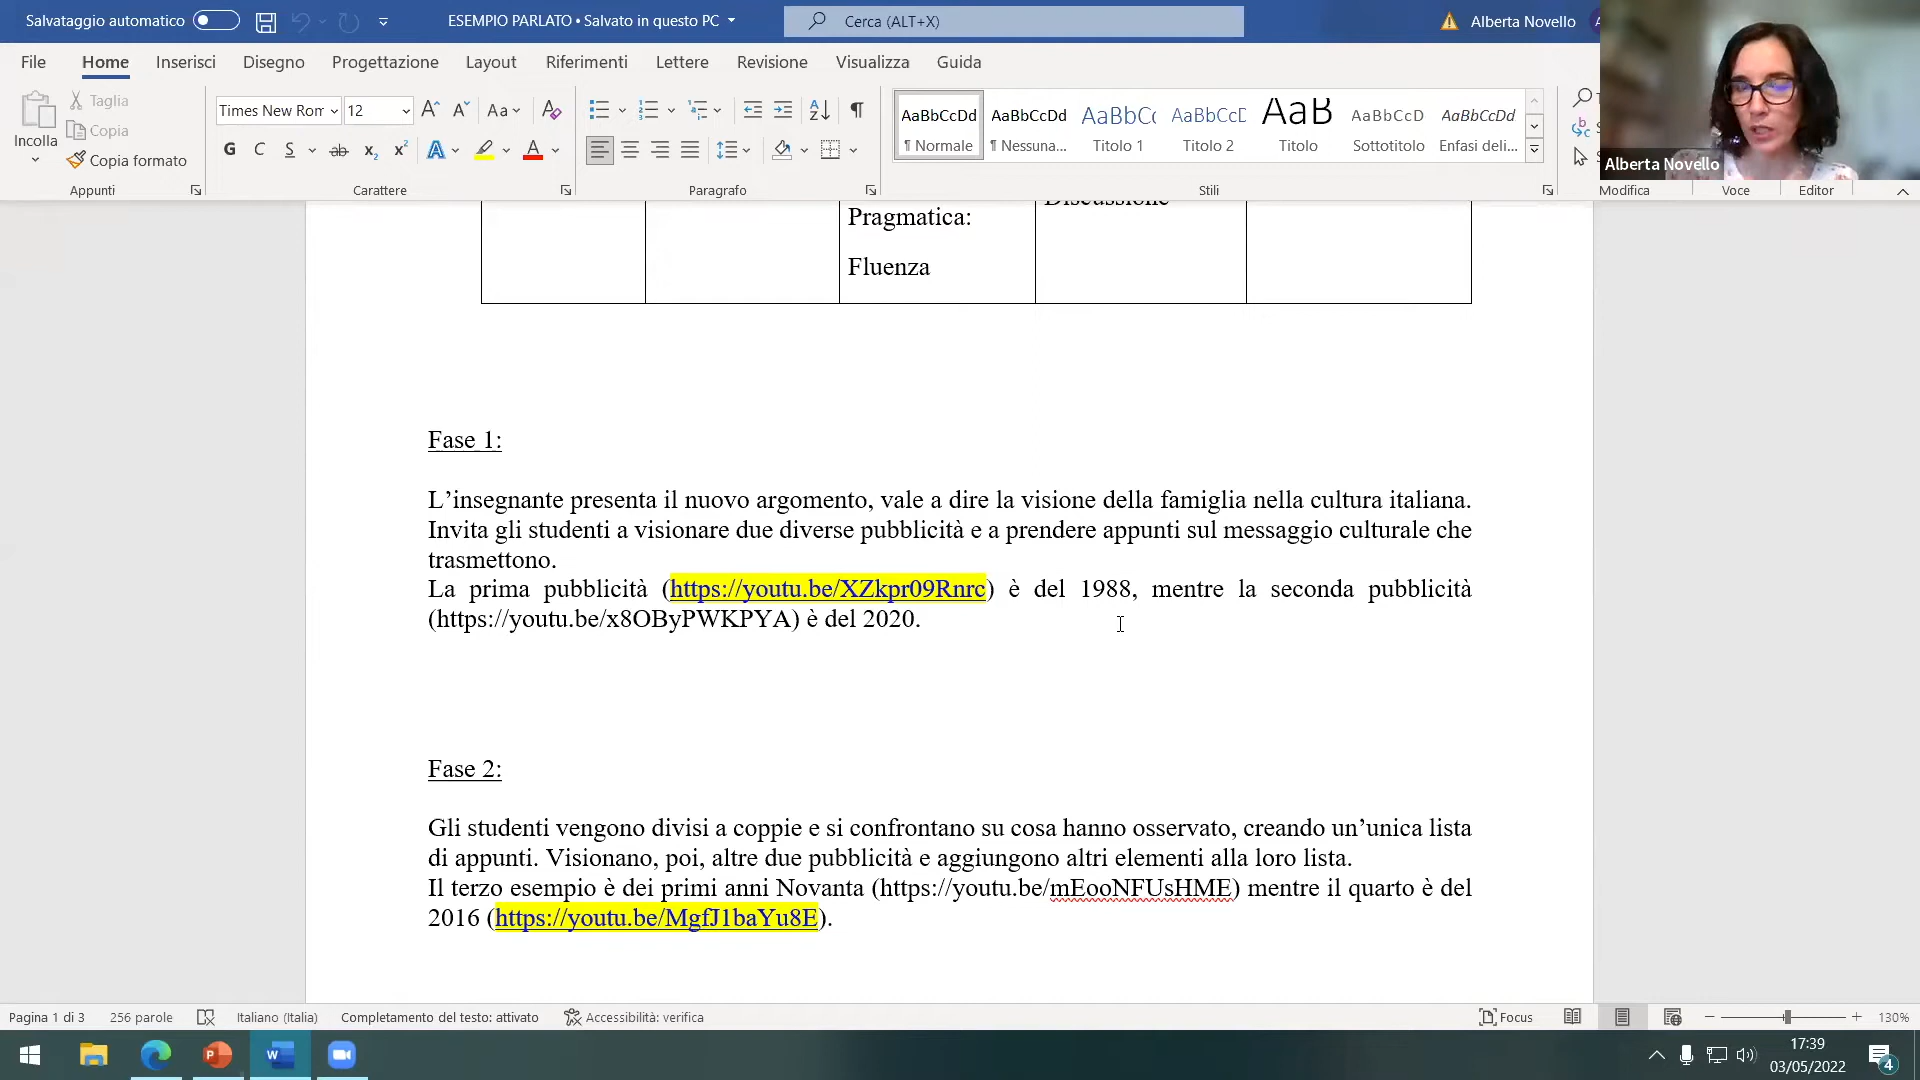 Salvataggio automatico
ESEMPIO PARLATO • Salvato in questo PC
Cerca (ALT+X)
Alberta Novello
File Home Inserisci Disegno Progettazione Layout Riferimenti Lettere Revisione Visualizza Guida
Incolla
Taglia
Copia
Copia formato
Appunti
Times New Rom 12
G C S ab
Carattere
Paragrafo
AaBbCcDd AaBbCcDd AaBbCc AaBbCcD AaB AaBbCcD AaBbCcDd
¶ Normale ¶ Nessuna... Titolo 1 Titolo 2 Titolo Sottotitolo Enfasi deli...
Stili
Modifica Voce Editor
Alberta Novello
Discussione
Pragmatica:
Fluenza
Fase 1:
L’insegnante presenta il nuovo argomento, vale a dire la visione della famiglia nella cultura italiana.
Invita gli studenti a visionare due diverse pubblicità e a prendere appunti sul messaggio culturale che
trasmettono.
La prima pubblicità (https://youtu.be/XZkpr09Rnrc) è del 1988, mentre la seconda pubblicità
(https://youtu.be/x8OByPWKPYA) è del 2020.
Fase 2:
Gli studenti vengono divisi a coppie e si confrontano su cosa hanno osservato, creando un’unica lista
di appunti. Visionano, poi, altre due pubblicità e aggiungono altri elementi alla loro lista.
Il terzo esempio è dei primi anni Novanta (https://youtu.be/mEooNFUsHME) mentre il quarto è del
2016 (https://youtu.be/MgfJ1baYu8E).
Pagina 1 di 3 256 parole Italiano (Italia) Completamento del testo: attivato Accessibilità: verifica Focus 130%
17:39
03/05/2022
4